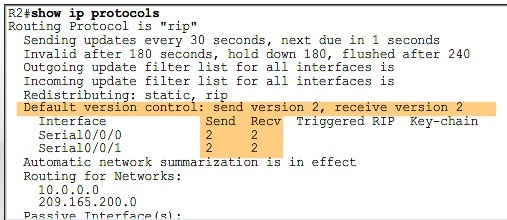 R2#show ip protocols
Routing Protocol is "rip"
Sending updates every 30 seconds, next due in 1 seconds
Invalid after 180 seconds, hold down 180, flushed after 240
Outgoing update filter list for all interfaces is
Incoming update filter list for all interfaces is
Redistributing: static, rip
Default version control: send version 2, receive version 2
Interface Send Recv Triggered RIP Key-chain
Serial0/0/0 2 2
Serial0/0/1 2 2
Automatic network summarization is in effect
Routing for Networks:
10.0.0.0
209.165.200.0
Passive Interface(s):